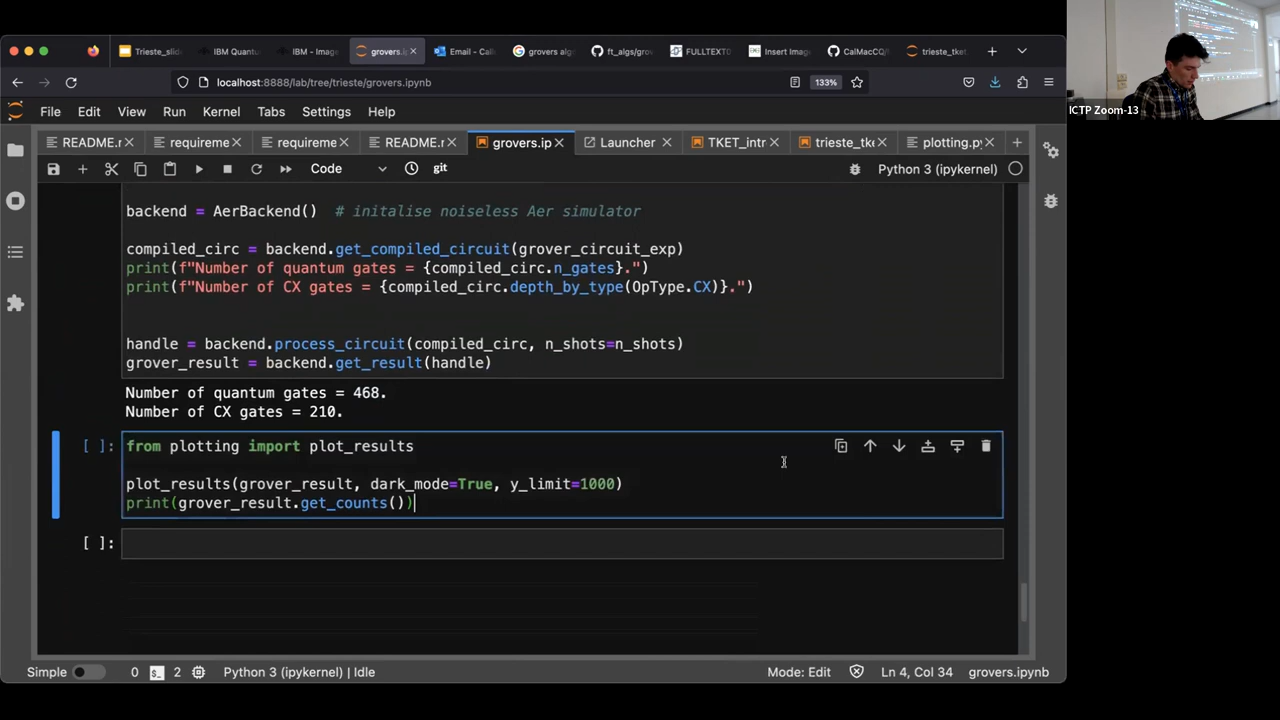 Trieste_slid
IBM Quantu
IBM - Image
grovers.i
Email - Cal
grovers alg
ft_algs/gro
FULLTEXT0
Insert Imag
CalMacCQ/
trieste_tket
localhost:8888/lab/tree/trieste/grovers.ipynb
133%
ICTP Zoom-13
File Edit View Run Kernel Tabs Settings Help
README.r
requireme
requireme
README.r
grovers.ip
Launcher
TKET_intr
trieste_tke
plotting.py
Code
git
Python 3 (ipykernel)
backend = AerBackend()  # initalise noiseless Aer simulator
compiled_circ = backend.get_compiled_circuit(grover_circuit_exp)
print(f"Number of quantum gates = {compiled_circ.n_gates}.")
print(f"Number of CX gates = {compiled_circ.depth_by_type(OpType.CX)}.")
handle = backend.process_circuit(compiled_circ, n_shots=n_shots)
grover_result = backend.get_result(handle)
Number of quantum gates = 468.
Number of CX gates = 210.
[ ]: from plotting import plot_results
plot_results(grover_result, dark_mode=True, y_limit=1000)
print(grover_result.get_counts())
[ ]:
Simple 0 $_ 2 Python 3 (ipykernel) | Idle Mode: Edit Ln 4, Col 34 grovers.ipynb